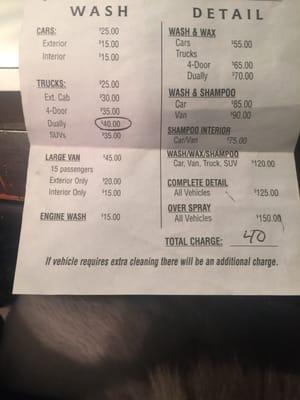 WASH
CARS: $25.00
Exterior $15.00
Interior $15.00
TRUCKS: $25.00
Ext. Cab $30.00
4-Door $35.00
Dually $40.00
SUVs $35.00
LARGE VAN $45.00
15 passengers
Exterior Only $20.00
Interior Only $15.00
ENGINE WASH $15.00
DETAIL
WASH & WAX
Cars $55.00
Trucks
4-Door $65.00
Dually $70.00
WASH & SHAMPOO
Car $85.00
Van $90.00
SHAMPOO INTERIOR
Car/Van $75.00
WASH/WAX/SHAMPOO
Car, Van, Truck, SUV $120.00
COMPLETE DETAIL
All Vehicles $125.00
OVER SPRAY
All Vehicles $150.00
TOTAL CHARGE: 40
If vehicle requires extra cleaning there will be an additional charge.